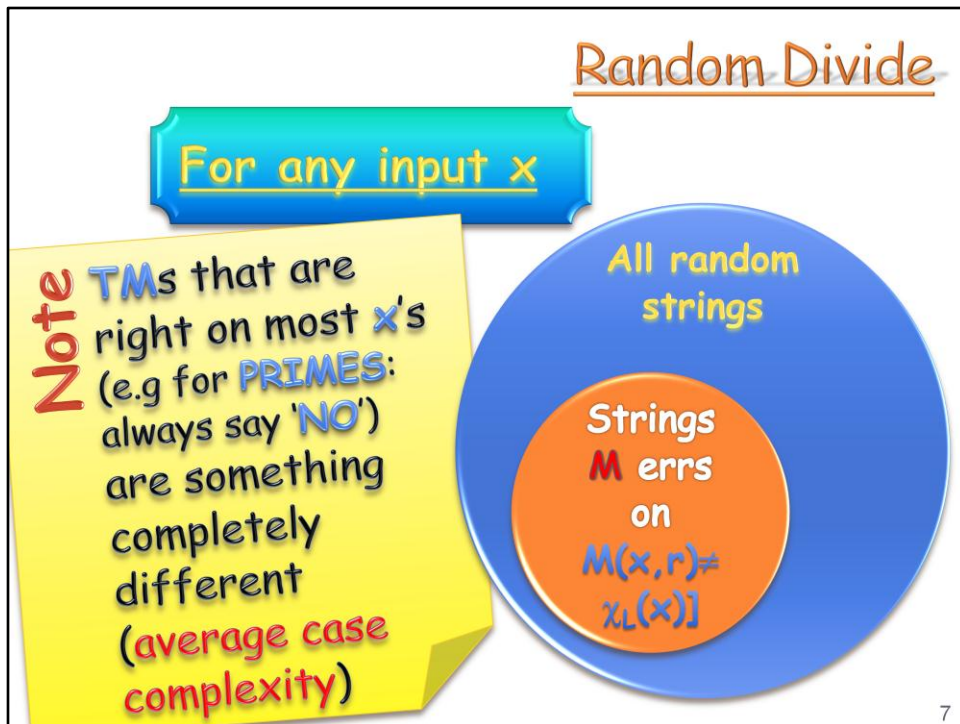 Random Divide
For any input x
Note
TMs that are
right on most x's
(e.g for PRIMES:
always say 'NO')
are something
completely
different
(average case
complexity)
All random
strings
Strings
M errs
on
M(x,r)≠
χL(x)]
7